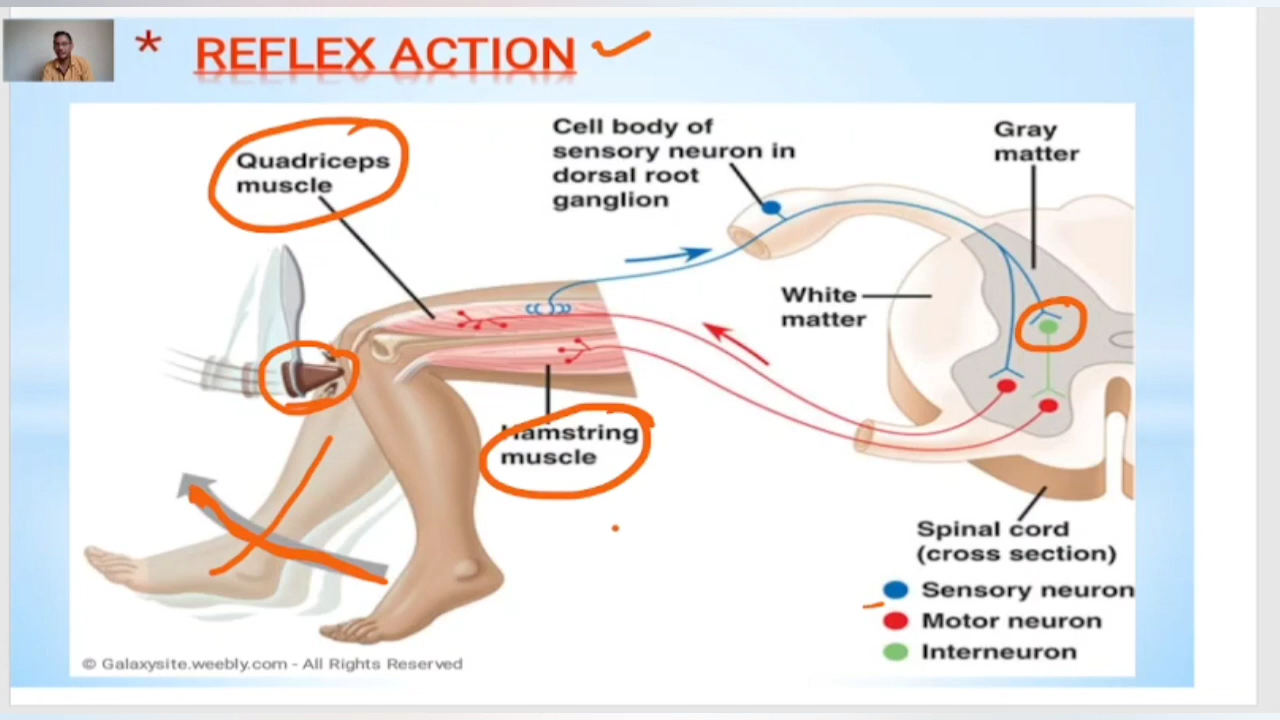 * REFLEX ACTION
Quadriceps
muscle
Cell body of
sensory neuron in
dorsal root
ganglion
Gray
matter
White
matter
Hamstring
muscle
Spinal cord
(cross section)
Sensory neuron
Motor neuron
Interneuron
© Galaxysite.weebly.com - All Rights Reserved